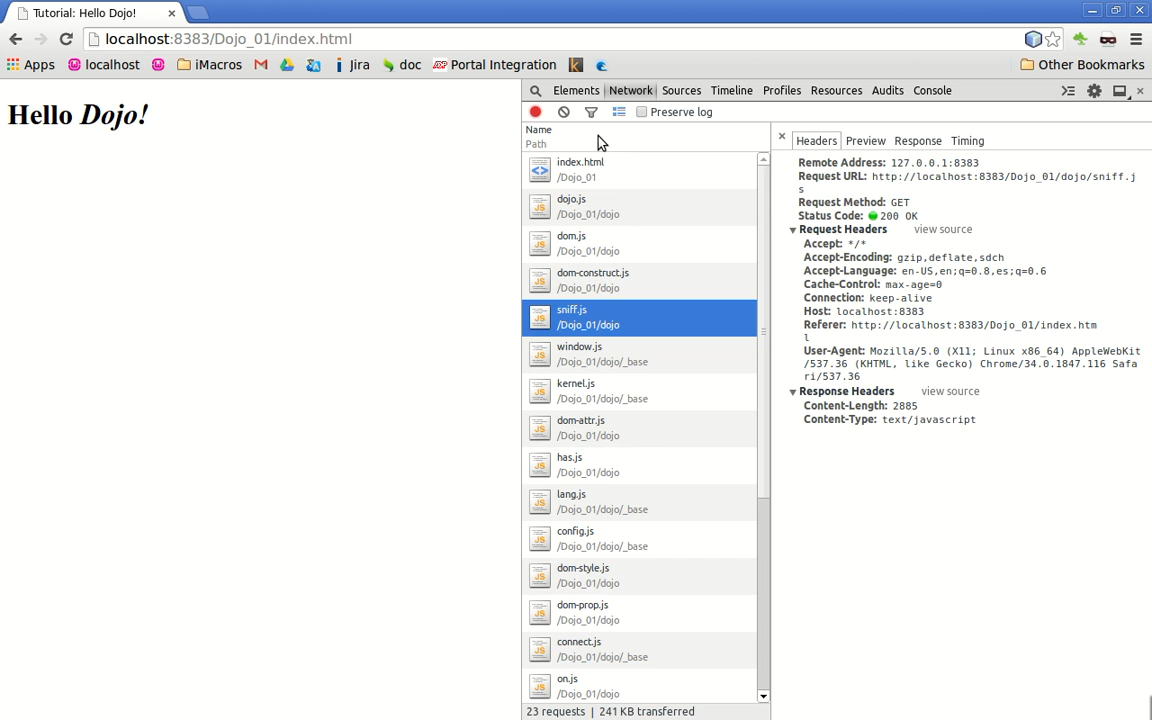 Tutorial: Hello Dojo!
localhost:8383/Dojo_01/index.html
Apps localhost iMacros Jira doc Portal Integration Other Bookmarks
Hello Dojo!
Elements Network Sources Timeline Profiles Resources Audits Console
Preserve log
Name
Path
index.html
/Dojo_01
dojo.js
/Dojo_01/dojo
dom.js
/Dojo_01/dojo
dom-construct.js
/Dojo_01/dojo
sniff.js
/Dojo_01/dojo
window.js
/Dojo_01/dojo/_base
kernel.js
/Dojo_01/dojo/_base
dom-attr.js
/Dojo_01/dojo
has.js
/Dojo_01/dojo
lang.js
/Dojo_01/dojo/_base
config.js
/Dojo_01/dojo/_base
dom-style.js
/Dojo_01/dojo
dom-prop.js
/Dojo_01/dojo
connect.js
/Dojo_01/dojo/_base
on.js
/Dojo_01/dojo
23 requests | 241 KB transferred
Headers Preview Response Timing
Remote Address: 127.0.0.1:8383
Request URL: http://localhost:8383/Dojo_01/dojo/sniff.j
s
Request Method: GET
Status Code: 200 OK
Request Headers view source
Accept: */*
Accept-Encoding: gzip,deflate,sdch
Accept-Language: en-US,en;q=0.8,es;q=0.6
Cache-Control: max-age=0
Connection: keep-alive
Host: localhost:8383
Referer: http://localhost:8383/Dojo_01/index.htm
l
User-Agent: Mozilla/5.0 (X11; Linux x86_64) AppleWebKit
/537.36 (KHTML, like Gecko) Chrome/34.0.1847.116 Safa
ri/537.36
Response Headers view source
Content-Length: 2885
Content-Type: text/javascript